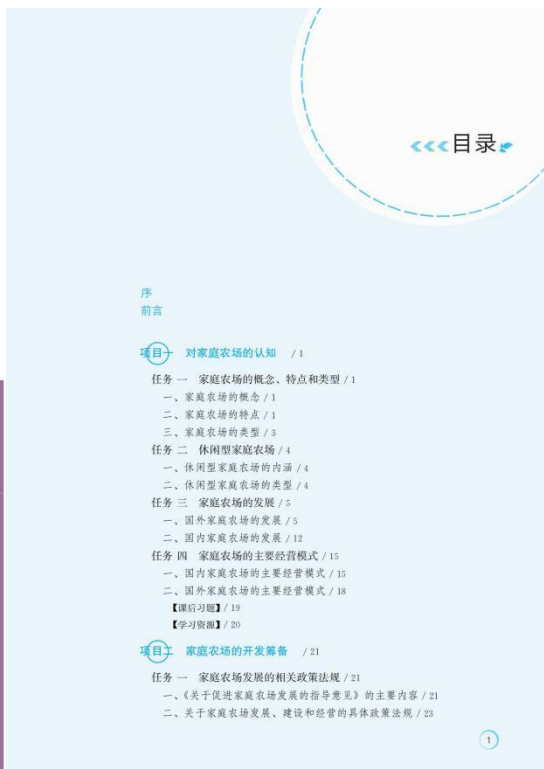 目录
序
前言
项目一 对家庭农场的认知 / 1
任务 一 家庭农场的概念、特点和类型 / 1
一、家庭农场的概念 / 1
二、家庭农场的特点 / 1
三、家庭农场的类型 / 3
任务 二 休闲型家庭农场 / 4
一、休闲型家庭农场的内涵 / 4
二、休闲型家庭农场的类型 / 4
任务 三 家庭农场的发展 / 5
一、国外家庭农场的发展 / 5
二、国内家庭农场的发展 / 12
任务 四 家庭农场的主要经营模式 / 15
一、国内家庭农场的主要经营模式 / 15
二、国外家庭农场的主要经营模式 / 18
【课后习题】 / 19
【学习资源】 / 20
项目二 家庭农场的开发筹备 / 21
任务 一 家庭农场发展的相关政策法规 / 21
一、《关于促进家庭农场发展的指导意见》的主要内容 / 21
二、关于家庭农场发展、建设和经营的具体政策法规 / 23
1